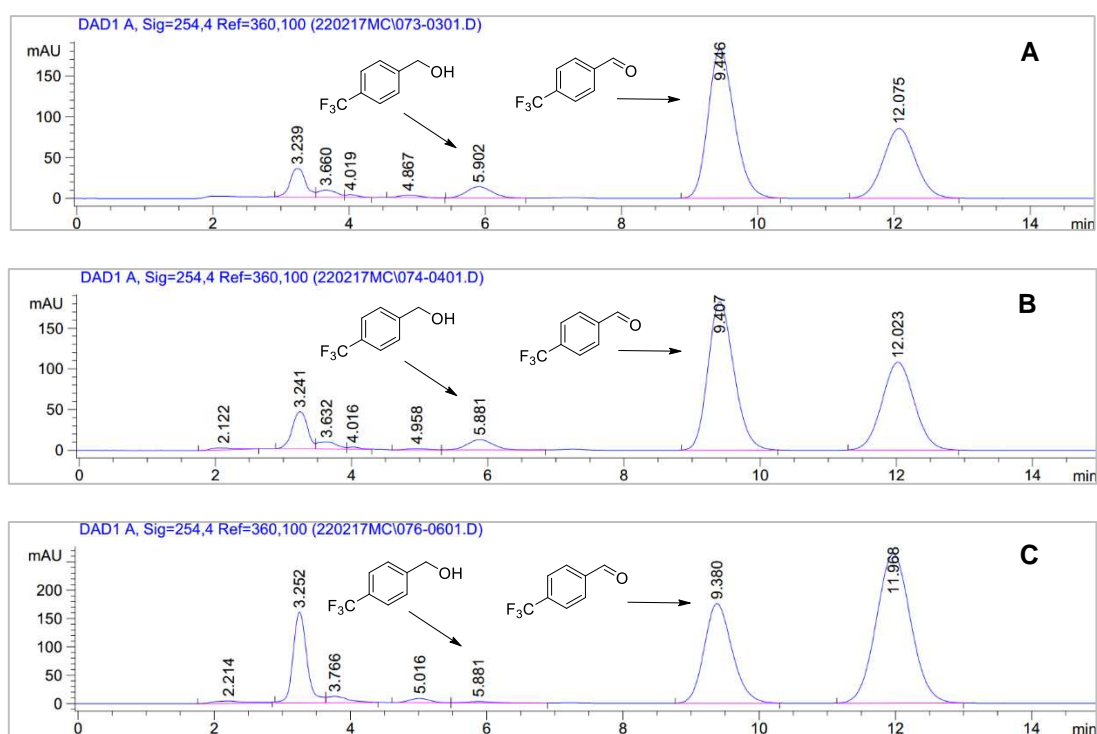 DAD1 A, Sig=254,4 Ref=360,100 (220217MC\073-0301.D)
mAU
A
150
100
50
0
OH
F3C
O
F3C
3.239
3.660
4.019
4.867
5.902
9.446
12.075
0 2 4 6 8 10 12 14 min
DAD1 A, Sig=254,4 Ref=360,100 (220217MC\074-0401.D)
mAU
B
150
100
50
0
OH
F3C
O
F3C
2.122
3.241
3.632
4.016
4.958
5.881
9.407
12.023
0 2 4 6 8 10 12 14 min
DAD1 A, Sig=254,4 Ref=360,100 (220217MC\076-0601.D)
mAU
C
200
150
100
50
0
OH
F3C
O
F3C
2.214
3.252
3.766
5.016
5.881
9.380
11.968
0 2 4 6 8 10 12 14 min